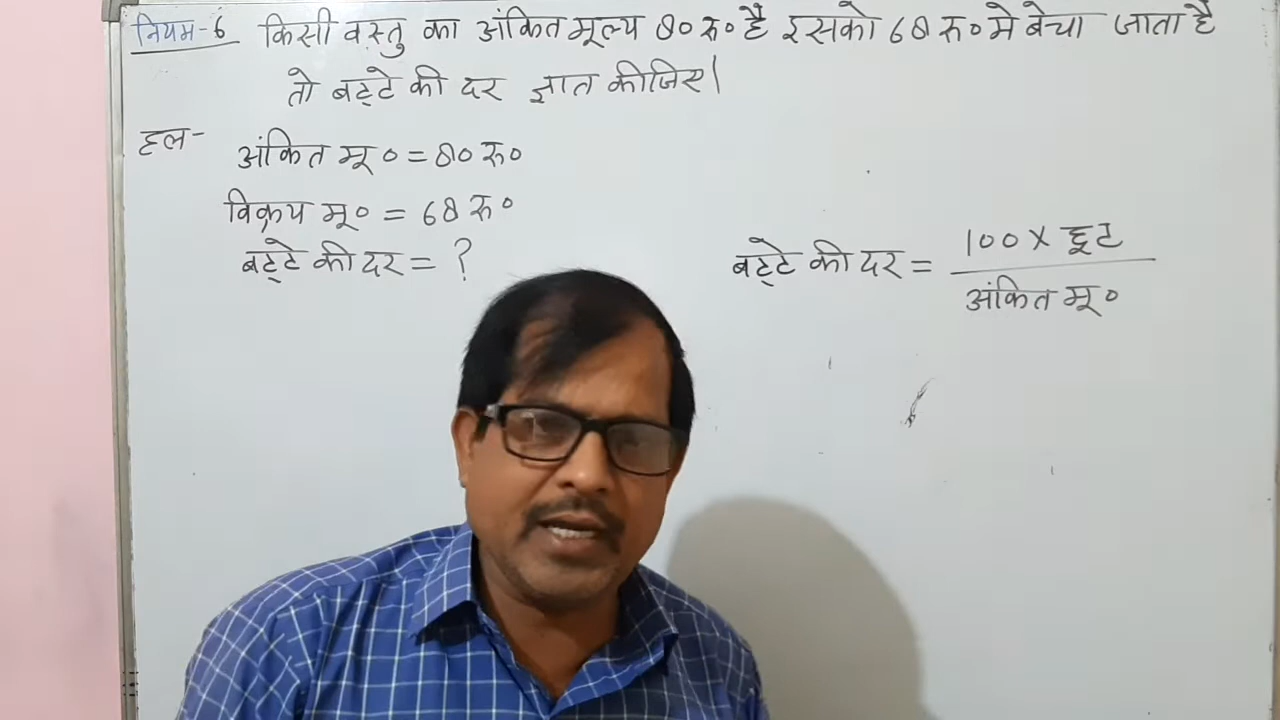 नियम-6 किसी वस्तु का अंकित मूल्य 80 रु० है इसको 68 रु० मे बेचा जाता है
तो बट्टे की दर ज्ञात कीजिए।
हल-
अंकित मू० = 80 रु०
विक्रय मू० = 68 रु०
बट्टे की दर = ?
बट्टे की दर = 100 × छूट / अंकित मू०